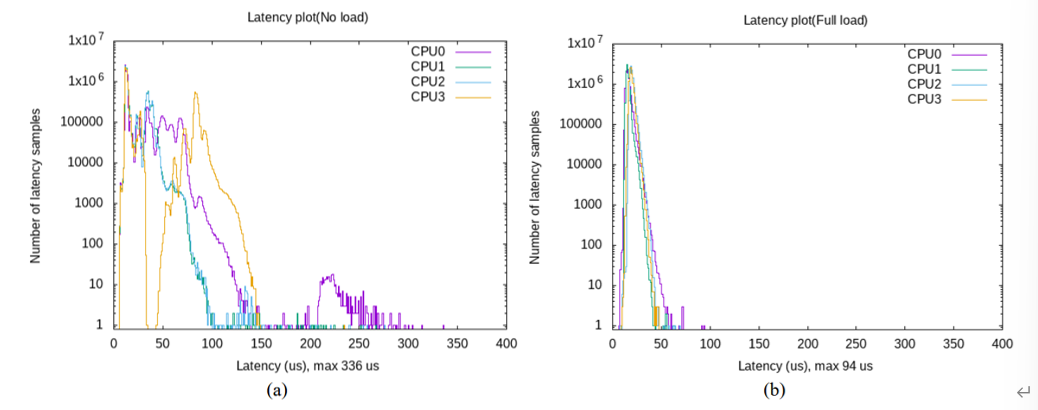 Latency plot(No load)
Number of latency samples
1x10^7
1x10^6
100000
10000
1000
100
10
1
CPU0
CPU1
CPU2
CPU3
0 50 100 150 200 250 300 350 400
Latency (us), max 336 us
(a)
Latency plot(Full load)
Number of latency samples
1x10^7
1x10^6
100000
10000
1000
100
10
1
CPU0
CPU1
CPU2
CPU3
0 50 100 150 200 250 300 350 400
Latency (us), max 94 us
(b)